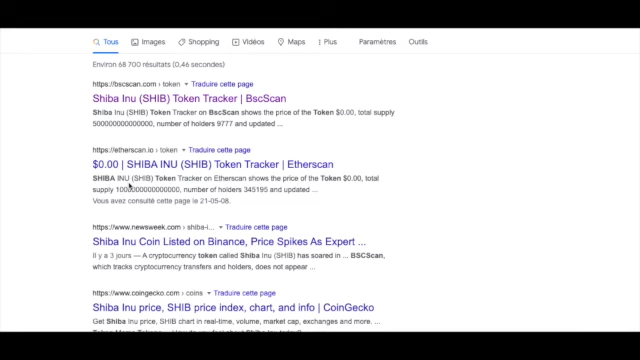 Tous Images Shopping Vidéos Maps Plus Paramètres Outils
Environ 68 700 résultats (0,46 secondes)
https://bscscan.com › token Traduire cette page
Shiba Inu (SHIB) Token Tracker | BscScan
Shiba Inu (SHIB) Token Tracker on BscScan shows the price of the Token $0.00, total
supply 500000000000000, number of holders 9777 and updated ...
https://etherscan.io › token Traduire cette page
$0.00 | SHIBA INU (SHIB) Token Tracker | Etherscan
SHIBA INU (SHIB) Token Tracker on Etherscan shows the price of the Token $0.00, total
supply 1000000000000000, number of holders 345195 and updated ...
Vous avez consulté cette page le 21-05-08.
https://www.newsweek.com › shiba-i... Traduire cette page
Shiba Inu Coin Listed on Binance, Price Spikes As Expert ...
Il y a 3 jours — A cryptocurrency token called Shiba Inu (SHIB) has soared in ... BSCScan,
which tracks cryptocurrency transfers and holders, does not appear ...
https://www.coingecko.com › coins Traduire cette page
Shiba Inu price, SHIB price index, chart, and info | CoinGecko
Get Shiba Inu price, SHIB chart in real-time, volume, market cap, exchanges and more. ...